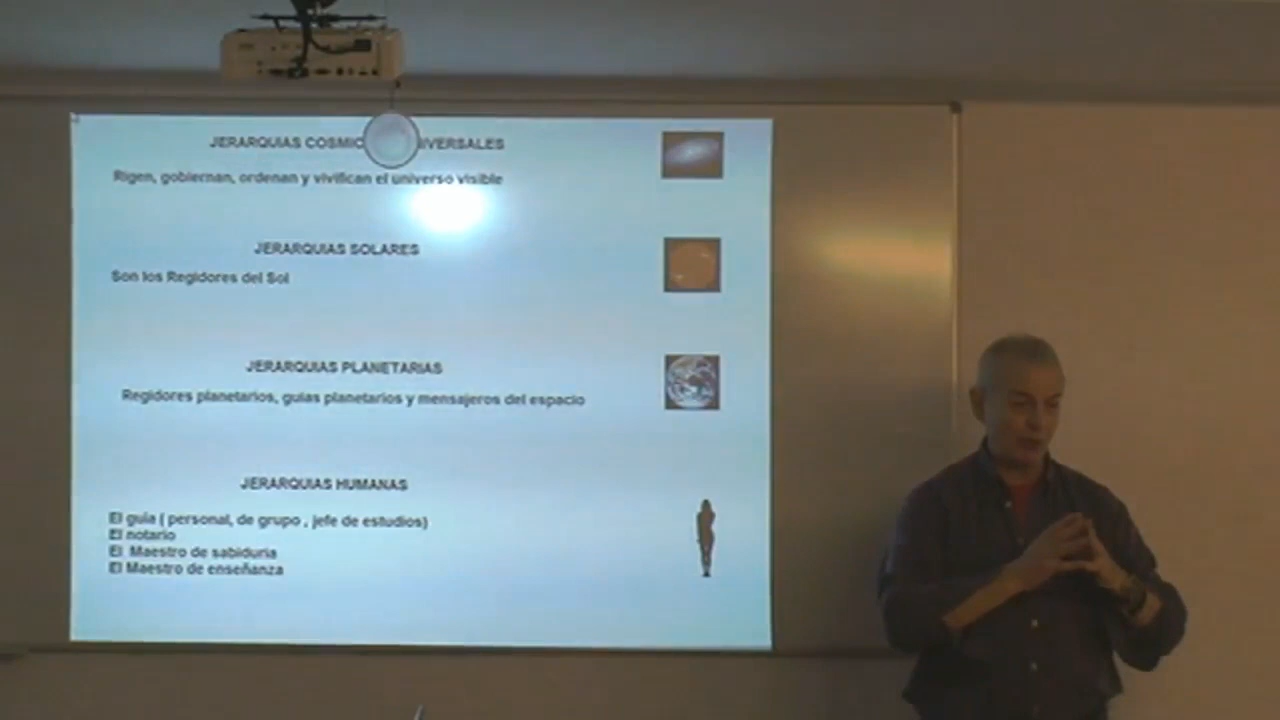 JERARQUIAS COSMIC IVERSALES
Rigen, gobiernan, ordenan y vivifican el universo visible
JERARQUIAS SOLARES
Son los Regidores del Sol
JERARQUIAS PLANETARIAS
Regidores planetarios, guias planetarios y mensajeros del espacio
JERARQUIAS HUMANAS
El guía ( personal, de grupo , jefe de estudios)
El notario
El Maestro de sabiduria
El Maestro de enseñanza